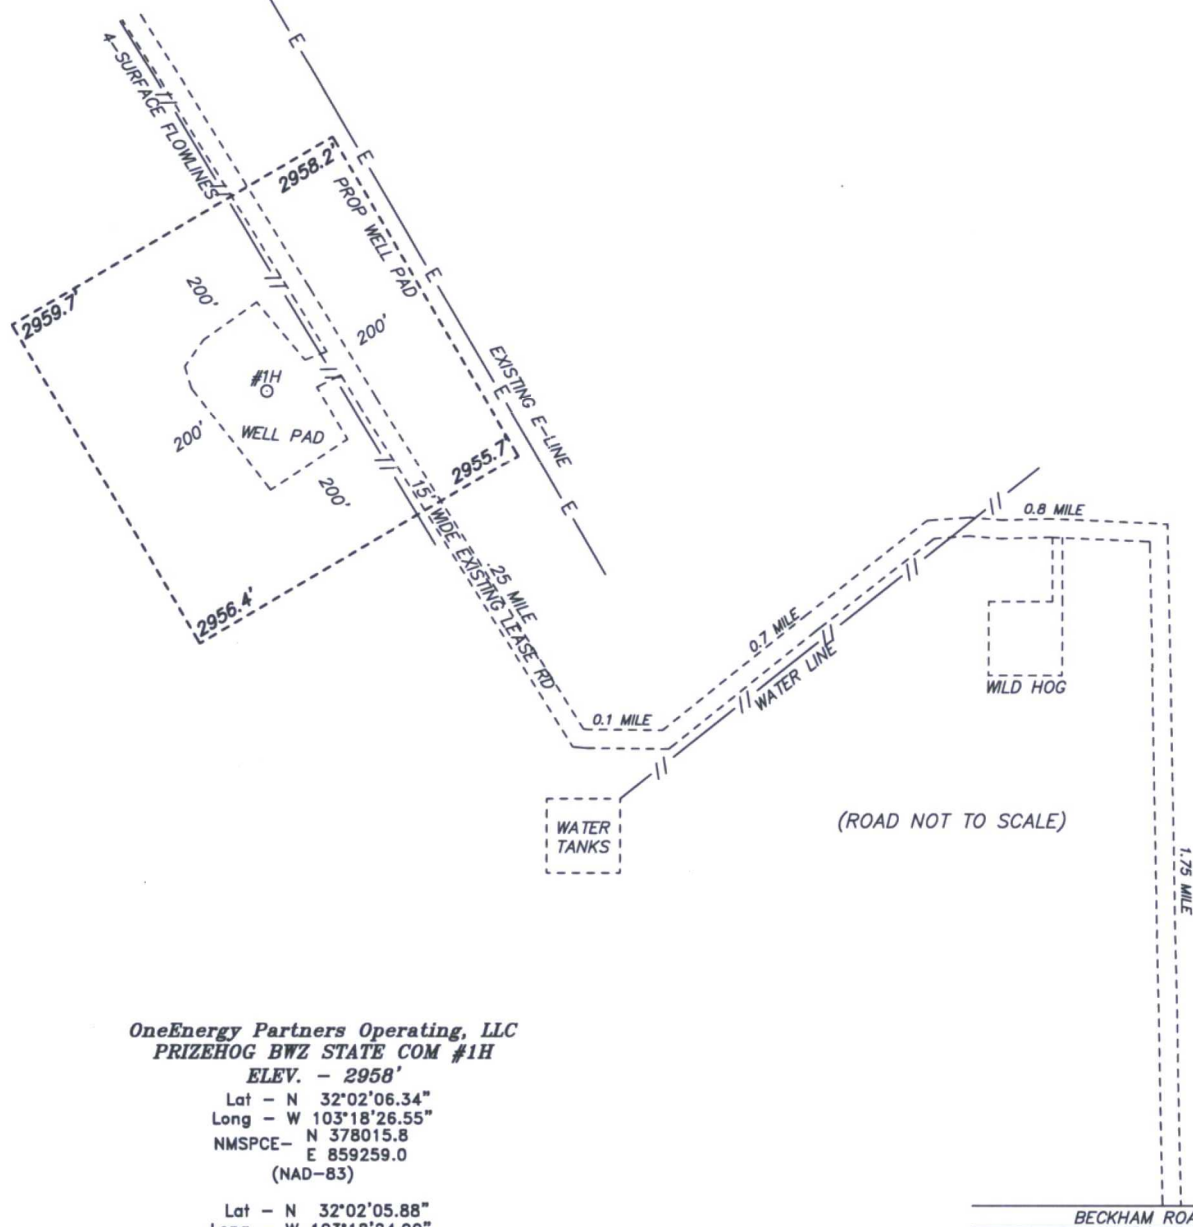 E
4-SURFACE FLOWLINES
E
2958.2'
PROP WELL PAD
E
200'
2959.7'
200'
EXISTING E-LINE
#1H
E
200'
WELL PAD
2955.7'
200'
15' WIDE EXISTING LEASE RD
.25 MILE
E
0.8 MILE
2956.4'
0.7 MILE
WATER LINE
WILD HOG
0.1 MILE
WATER
TANKS
(ROAD NOT TO SCALE)
1.75 MILE
OneEnergy Partners Operating, LLC
PRIZEHOG BWZ STATE COM #1H
ELEV. - 2958'
Lat - N 32°02'06.34"
Long - W 103°18'26.55"
NMSPCE- N 378015.8
E 859259.0
(NAD-83)
Lat - N 32°02'05.88"
BECKHAM